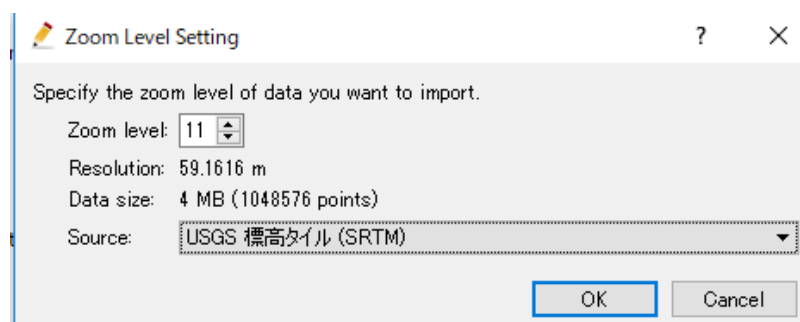 Zoom Level Setting
?
Specify the zoom level of data you want to import.
Zoom level: 11
Resolution: 59.1616 m
Data size: 4 MB (1048576 points)
Source: USGS 標高タイル (SRTM)
OK
Cancel